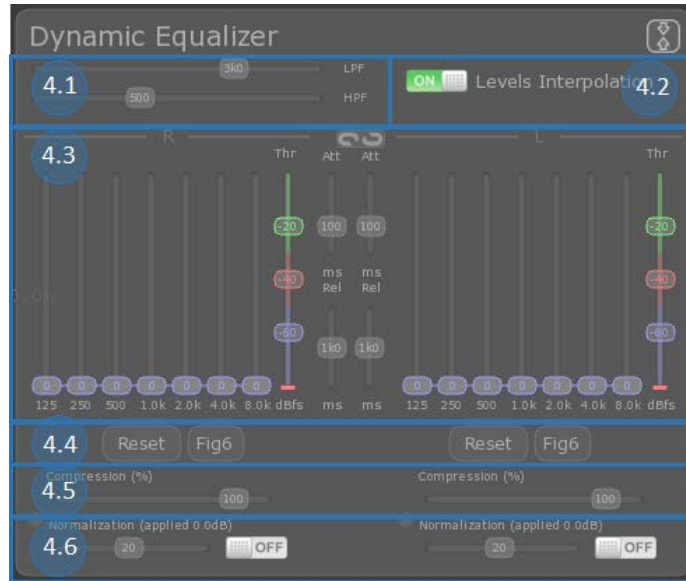 Dynamic Equalizer
4.1
3k0 LPF
500 HPF
ON Levels Interpolation
4.2
4.3
R L
Thr Att Att Thr
-20 100 100 -20
ms ms
-40 Rel Rel -40
-60 1k0 1k0 -60
0 0 0 0 0 0 0 0 0 0 0 0 0 0
125 250 500 1.0k 2.0k 4.0k 8.0k dBfs ms ms 125 250 500 1.0k 2.0k 4.0k 8.0k dBfs
4.4 Reset Fig6 Reset Fig6
Compression (%) Compression (%)
4.5 100 100
Normalization (applied 0.0dB) Normalization (applied 0.0dB)
4.6 20 OFF 20 OFF